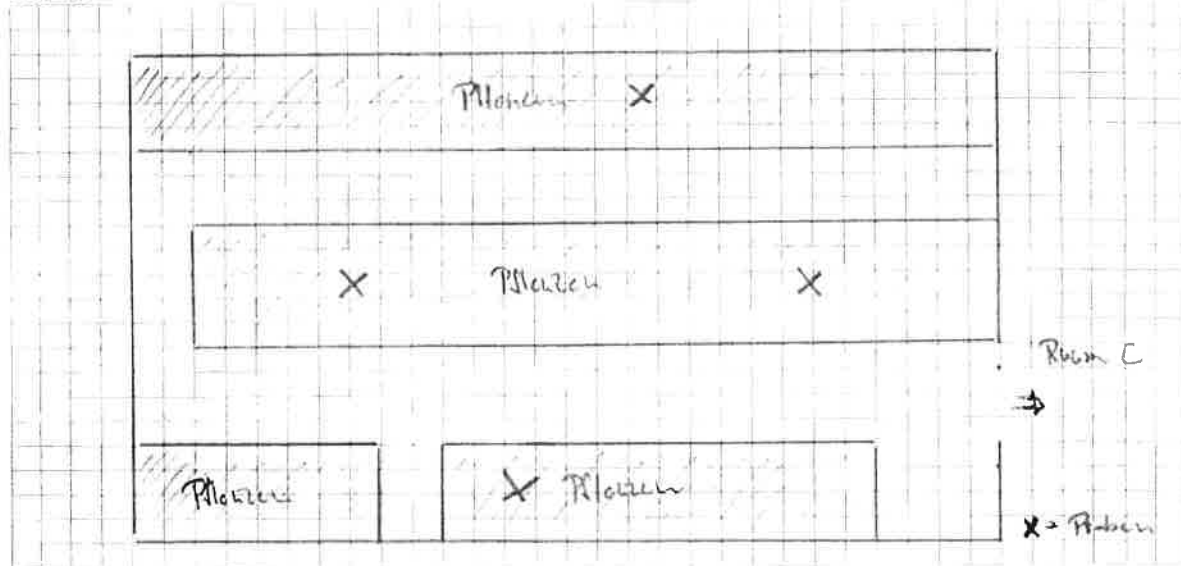 Pflanzen X
X Pflanzen X
Raum C
Pflanzen
X Pflanzen
X = Proben